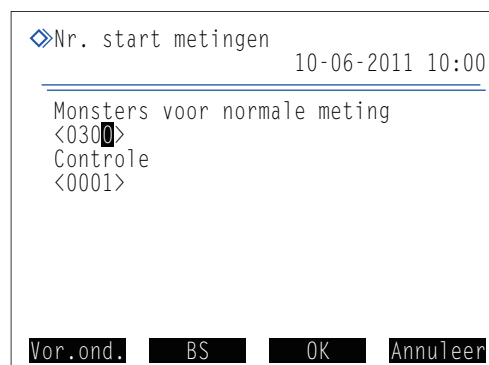 Nr. start metingen
10-06-2011 10:00
Monsters voor normale meting
<0300>
Controle
<0001>
Vor.ond. BS OK Annuleer